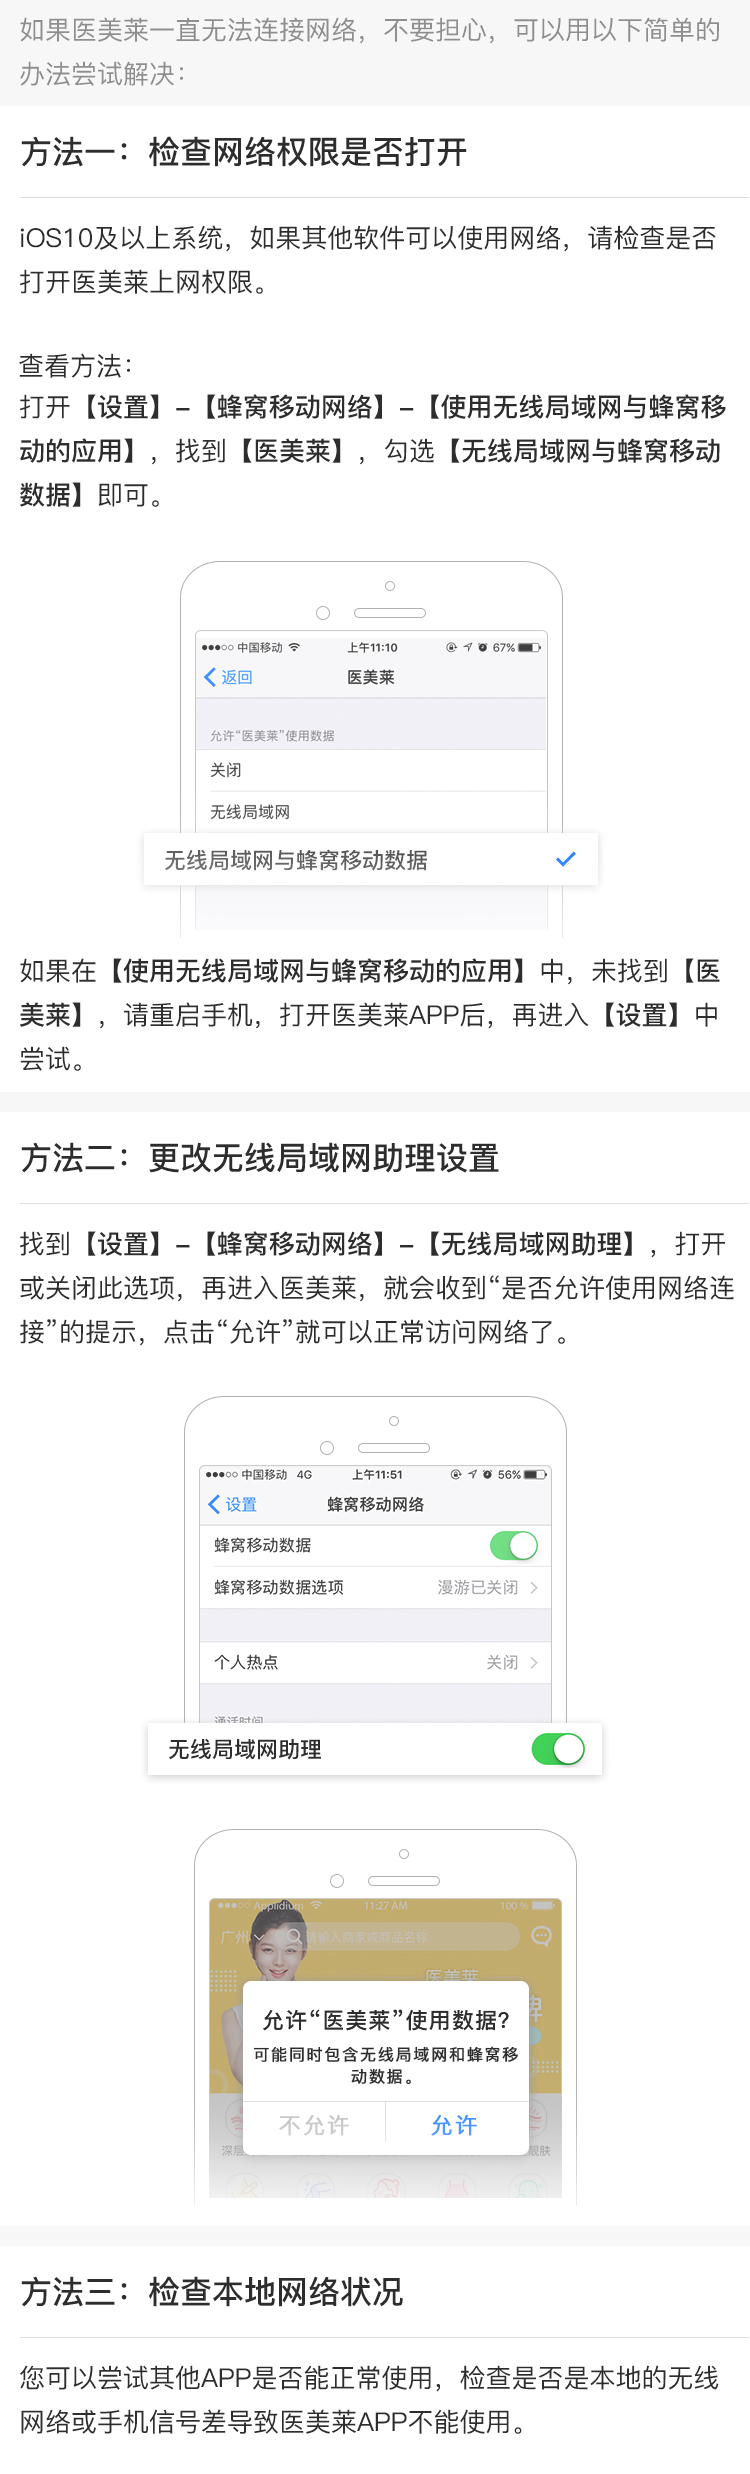 如果医美莱一直无法连接网络，不要担心，可以用以下简单的
办法尝试解决：
方法一：检查网络权限是否打开
iOS10及以上系统，如果其他软件可以使用网络，请检查是否
打开医美莱上网权限。
查看方法：
打开【设置】-【蜂窝移动网络】-【使用无线局域网与蜂窝移
动的应用】，找到【医美莱】，勾选【无线局域网与蜂窝移动
数据】即可。
中国移动 上午11:10 67%
返回 医美莱
允许“医美莱”使用数据
关闭
无线局域网
无线局域网与蜂窝移动数据
如果在【使用无线局域网与蜂窝移动的应用】中，未找到【医
美莱】，请重启手机，打开医美莱APP后，再进入【设置】中
尝试。
方法二：更改无线局域网助理设置
找到【设置】-【蜂窝移动网络】-【无线局域网助理】，打开
或关闭此选项，再进入医美莱，就会收到“是否允许使用网络连
接”的提示，点击“允许”就可以正常访问网络了。
中国移动 4G 上午11:51 56%
设置 蜂窝移动网络
蜂窝移动数据
蜂窝移动数据选项 漫游已关闭
个人热点 关闭
通话时间
无线局域网助理
Applidium 11:27 AM 100 %
广州 请输入商家或商品名称
医美莱
牌
允许“医美莱”使用数据?
可能同时包含无线局域网和蜂窝移
动数据。
不允许 允许
深层 靓肤
方法三：检查本地网络状况
您可以尝试其他APP是否能正常使用，检查是否是本地的无线
网络或手机信号差导致医美莱APP不能使用。